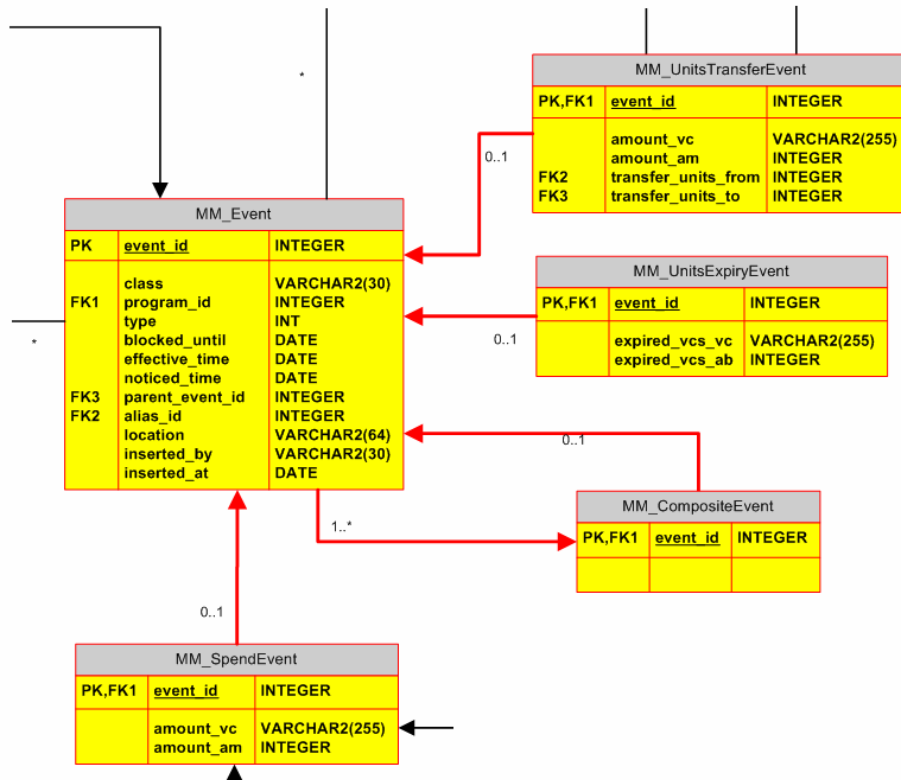 *
MM_UnitsTransferEvent
PK,FK1 event_id INTEGER
amount_vc VARCHAR2(255)
amount_am INTEGER
FK2 transfer_units_from INTEGER
FK3 transfer_units_to INTEGER
0..1
MM_Event
PK event_id INTEGER
class VARCHAR2(30)
FK1 program_id INTEGER
type INT
blocked_until DATE
effective_time DATE
noticed_time DATE
FK3 parent_event_id INTEGER
FK2 alias_id INTEGER
location VARCHAR2(64)
inserted_by VARCHAR2(30)
inserted_at DATE
*
MM_UnitsExpiryEvent
PK,FK1 event_id INTEGER
expired_vcs_vc VARCHAR2(255)
expired_vcs_ab INTEGER
0..1
0..1
MM_CompositeEvent
PK,FK1 event_id INTEGER
1..*
0..1
MM_SpendEvent
PK,FK1 event_id INTEGER
amount_vc VARCHAR2(255)
amount_am INTEGER